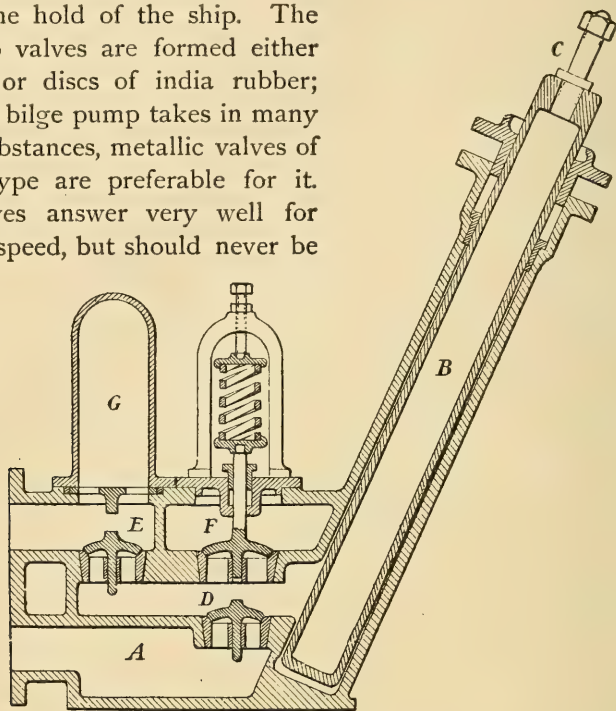 ne hold of the ship. The
valves are formed either
or discs of india rubber;
bilge pump takes in many
bstances, metallic valves of
ype are preferable for it.
ves answer very well for
speed, but should never be
C
B
G
E
F
D
A